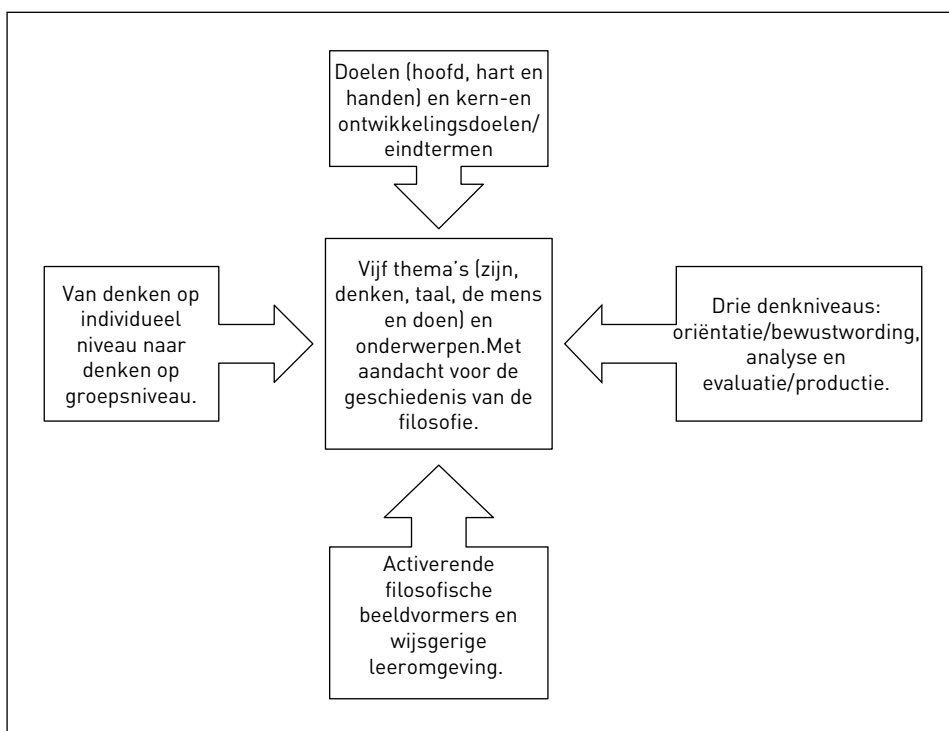 Doelen (hoofd, hart en
handen) en kern-en
ontwikkelingsdoelen/
eindtermen
Van denken op
individueel
niveau naar
denken op
groepsniveau.
Vijf thema's (zijn,
denken, taal, de mens
en doen) en
onderwerpen.Met
aandacht voor de
geschiedenis van de
filosofie.
Drie denkniveaus:
oriëntatie/bewustwording,
analyse en
evaluatie/productie.
Activerende
filosofische
beeldvormers en
wijsgerige
leeromgeving.